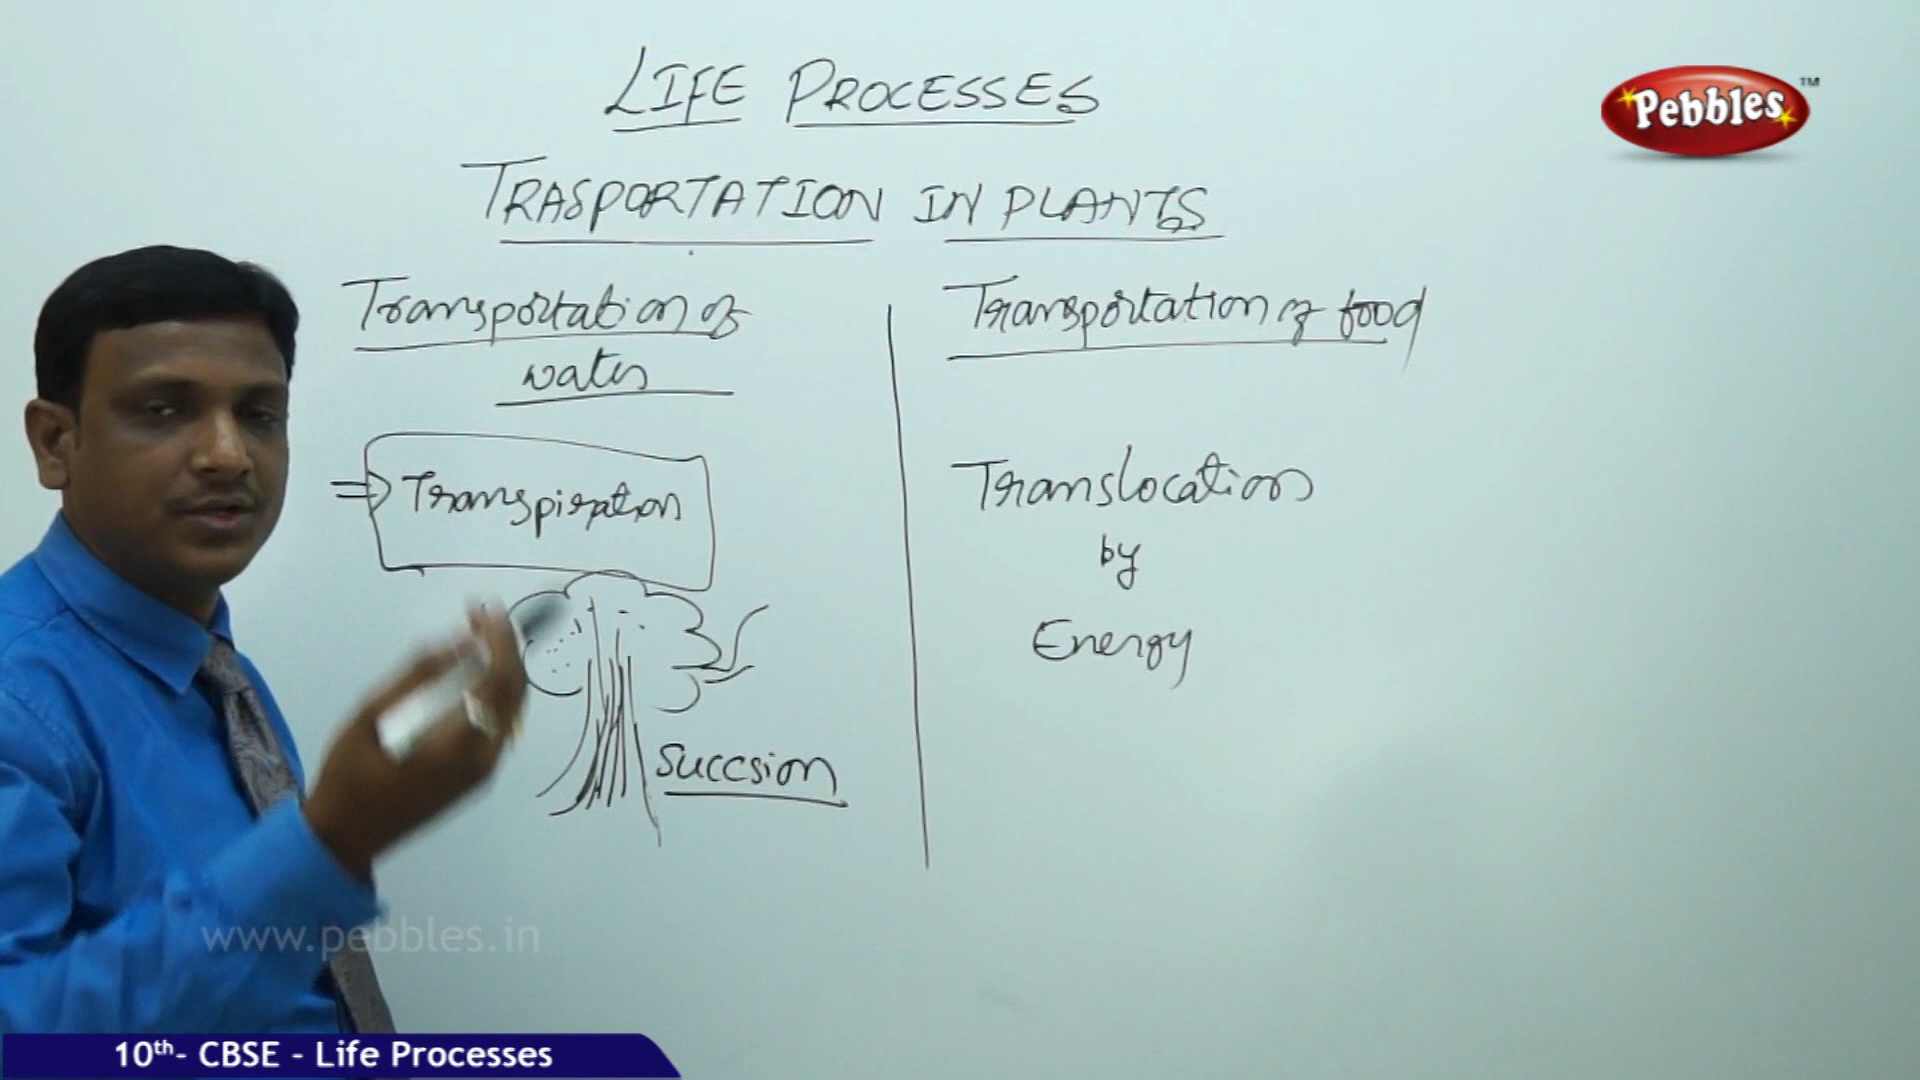 LIFE PROCESSES
Pebbles™
TRASPORTATION IN PLANTS
Transportation of
water
Transpiration
Succsion
Transportation of food
Translocation
by
Energy
www.pebbles.in
10th- CBSE - Life Processes